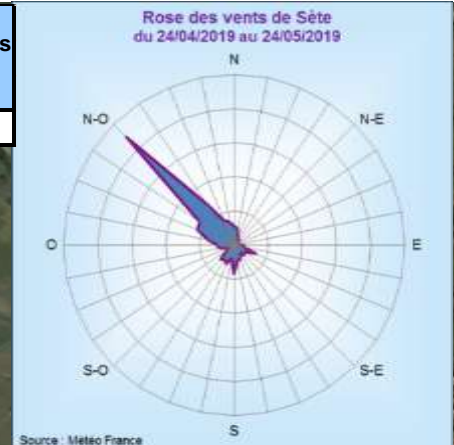 s
Rose des vents de Sète
du 24/04/2019 au 24/05/2019
N
N-O
N-E
O
E
S-O
S-E
S
Source : Météo France